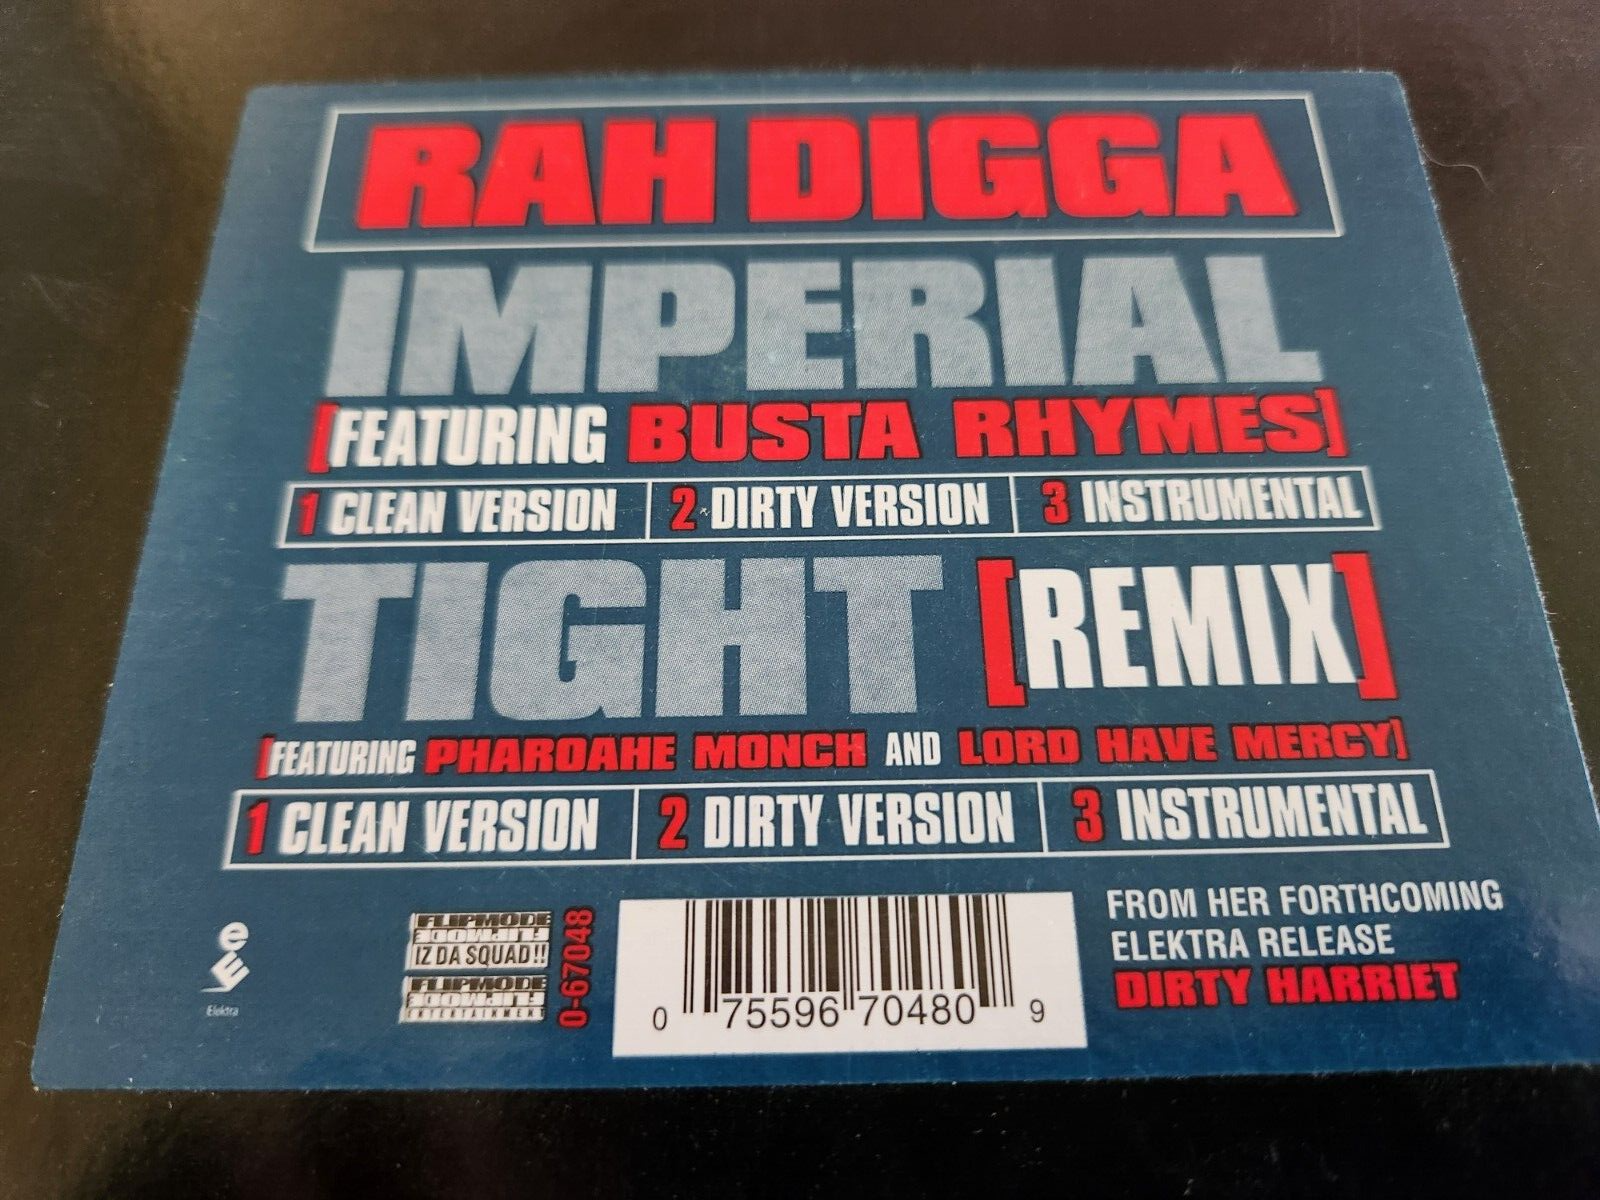 RAH DIGGA
IMPERIAL
[FEATURING BUSTA RHYMES]
1 CLEAN VERSION 2 DIRTY VERSION 3 INSTRUMENTAL
TIGHT [REMIX]
[FEATURING PHAROAHE MONCH AND LORD HAVE MERCY]
1 CLEAN VERSION 2 DIRTY VERSION 3 INSTRUMENTAL
e
E
Elektra
FLIPMODE
FLIPMODE
IZ DA SQUAD!!
FLIPMODE
FLIPMODE
ENTERTAINMENT
0-67048
0 75596 70480 9
FROM HER FORTHCOMING
ELEKTRA RELEASE
DIRTY HARRIET